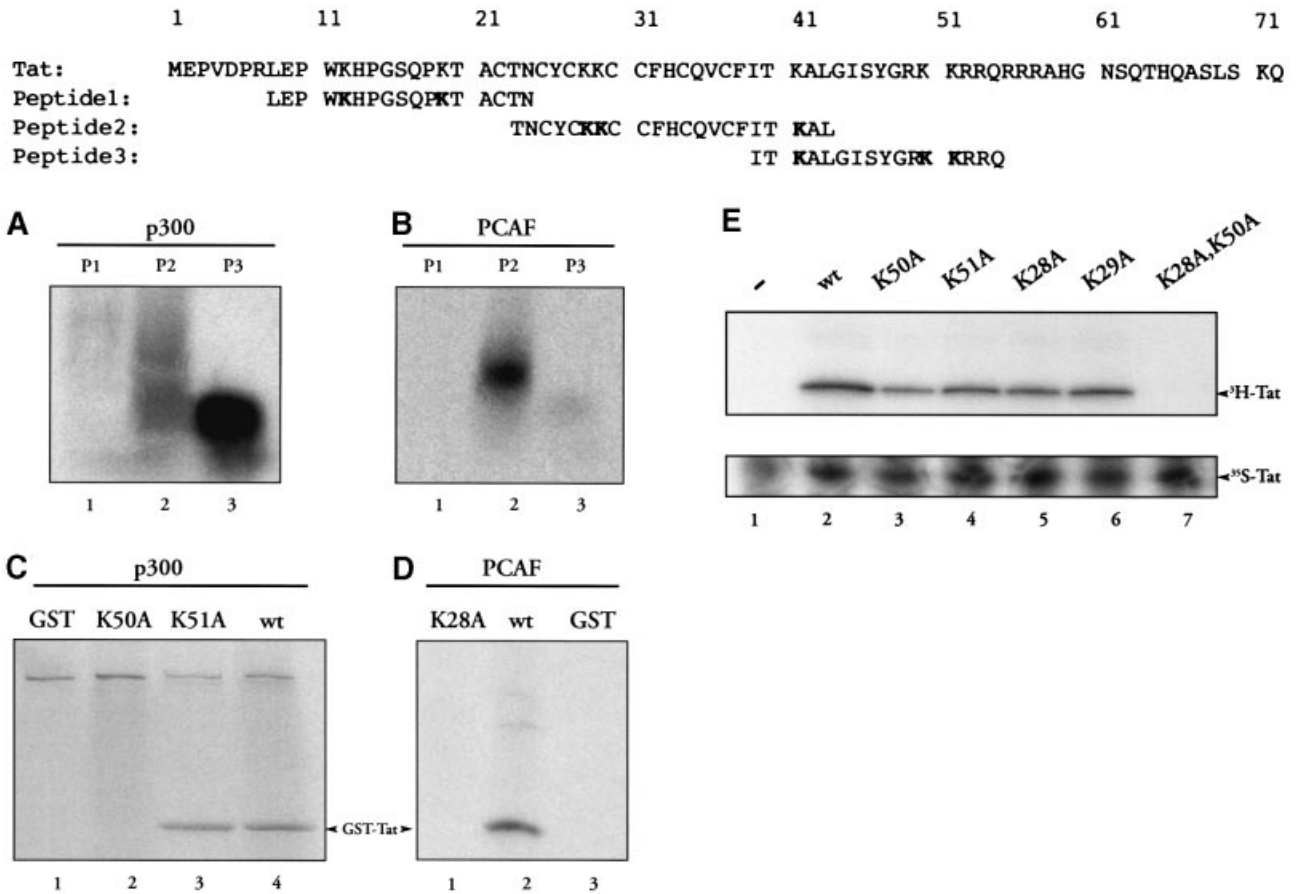 1 11 21 31 41 51 61 71
Tat: MEPVDPRLEP WKHPGSQPKT ACTNCYCKKC CFHCQVCFIT KALGISYGRK KRRQRRRAHG NSQTHQASLS KQ
Peptide1: LEP WKHPGSQPKT ACTN
Peptide2: TNCYCKKC CFHCQVCFIT KAL
Peptide3: IT KALGISYGRK KRRQ
A
p300
P1 P2 P3
1 2 3
B
PCAF
P1 P2 P3
1 2 3
E
- wt K50A K51A K28A K29A K28A,K50A
³H-Tat
³⁵S-Tat
1 2 3 4 5 6 7
C
p300
GST K50A K51A wt
GST-Tat
1 2 3 4
D
PCAF
K28A wt GST
1 2 3